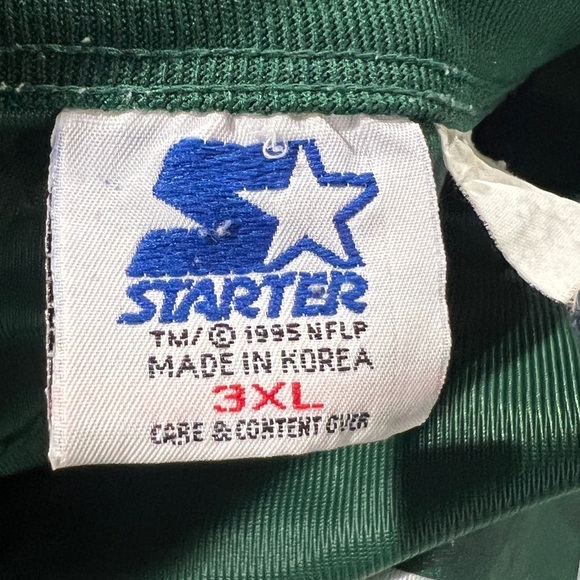 STARTER
TM/© 1995 NFLP
MADE IN KOREA
3XL
CARE & CONTENT OVER